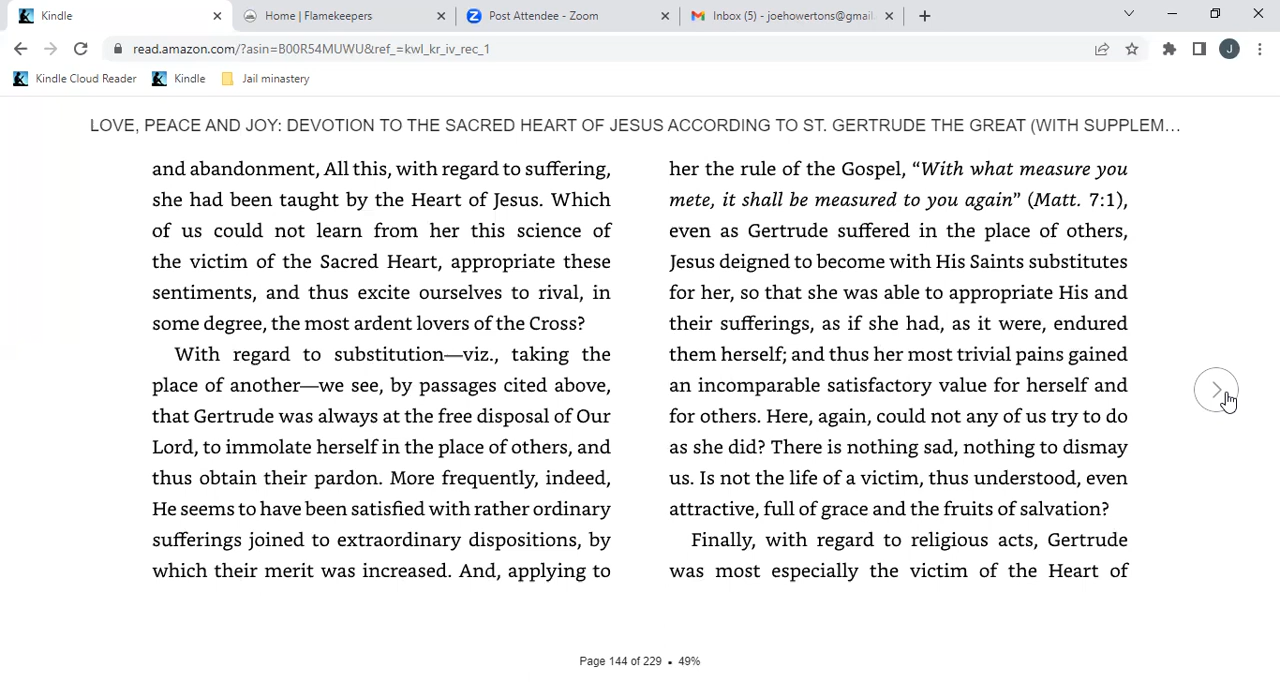 Kindle
Home | Flamekeepers
Post Attendee - Zoom
Inbox (5) - joehowertons@gmail.
read.amazon.com/?asin=B00R54MUWU&ref_=kwl_kr_iv_rec_1
J
Kindle Cloud Reader
Kindle
Jail minastery
LOVE, PEACE AND JOY: DEVOTION TO THE SACRED HEART OF JESUS ACCORDING TO ST. GERTRUDE THE GREAT (WITH SUPPLEM…
and abandonment, All this, with regard to suffering,
she had been taught by the Heart of Jesus. Which
of us could not learn from her this science of
the victim of the Sacred Heart, appropriate these
sentiments, and thus excite ourselves to rival, in
some degree, the most ardent lovers of the Cross?
With regard to substitution—viz., taking the
place of another—we see, by passages cited above,
that Gertrude was always at the free disposal of Our
Lord, to immolate herself in the place of others, and
thus obtain their pardon. More frequently, indeed,
He seems to have been satisfied with rather ordinary
sufferings joined to extraordinary dispositions, by
which their merit was increased. And, applying to
her the rule of the Gospel, “With what measure you
mete, it shall be measured to you again” (Matt. 7:1),
even as Gertrude suffered in the place of others,
Jesus deigned to become with His Saints substitutes
for her, so that she was able to appropriate His and
their sufferings, as if she had, as it were, endured
them herself; and thus her most trivial pains gained
an incomparable satisfactory value for herself and
for others. Here, again, could not any of us try to do
as she did? There is nothing sad, nothing to dismay
us. Is not the life of a victim, thus understood, even
attractive, full of grace and the fruits of salvation?
Finally, with regard to religious acts, Gertrude
was most especially the victim of the Heart of
Page 144 of 229 • 49%